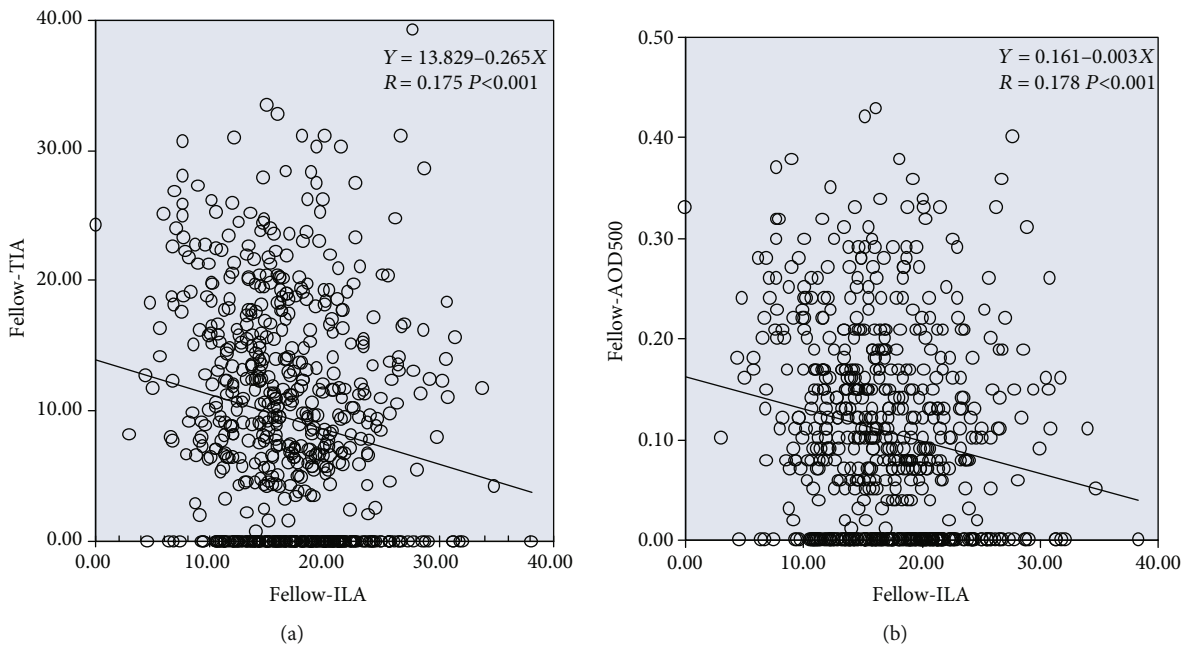 40.00
30.00
20.00
10.00
0.00
Fellow-TIA
Y = 13.829–0.265X
R = 0.175 P<0.001
0.00 10.00 20.00 30.00 40.00
Fellow-ILA
(a)
0.50
0.40
0.30
0.20
0.10
0.00
Fellow-AOD500
Y = 0.161–0.003X
R = 0.178 P<0.001
0.00 10.00 20.00 30.00 40.00
Fellow-ILA
(b)